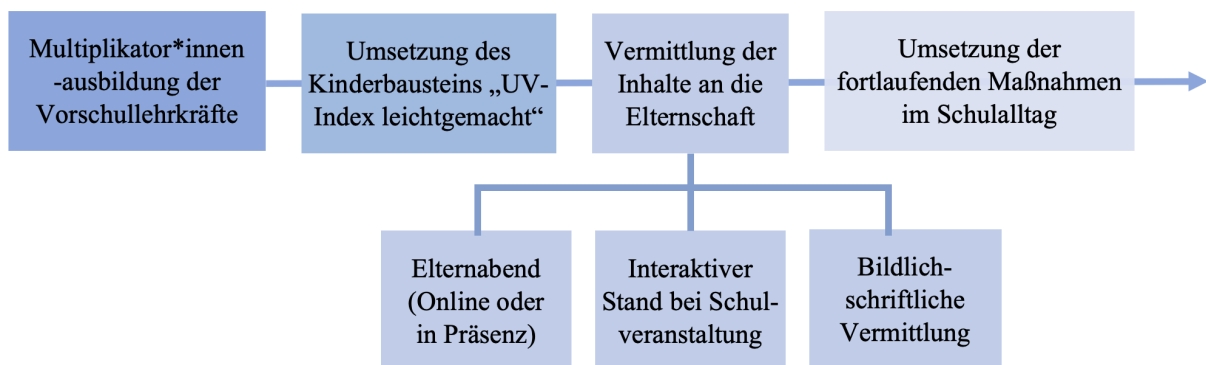 Multiplikator*innen
-ausbildung der
Vorschullehrkräfte
Umsetzung des
Kinderbausteins „UV-
Index leichtgemacht“
Vermittlung der
Inhalte an die
Elternschaft
Umsetzung der
fortlaufenden Maßnahmen
im Schulalltag
Elternabend
(Online oder
in Präsenz)
Interaktiver
Stand bei Schul-
veranstaltung
Bildlich-
schriftliche
Vermittlung